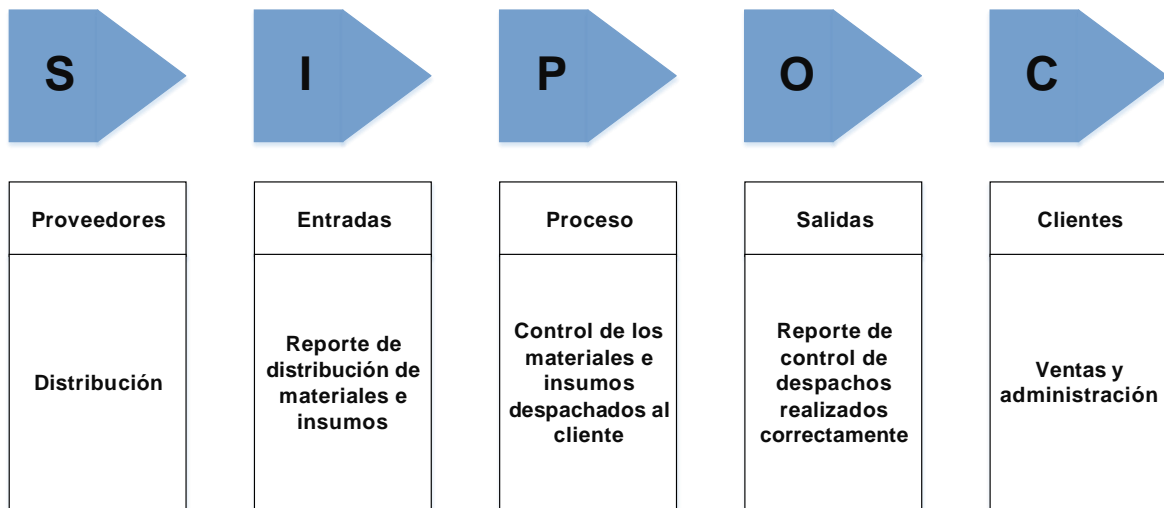 S
I
P
O
C
Proveedores
Entradas
Proceso
Salidas
Clientes
Distribución
Reporte de
distribución de
materiales e
insumos
Control de los
materiales e
insumos
despachados al
cliente
Reporte de
control de
despachos
realizados
correctamente
Ventas y
administración